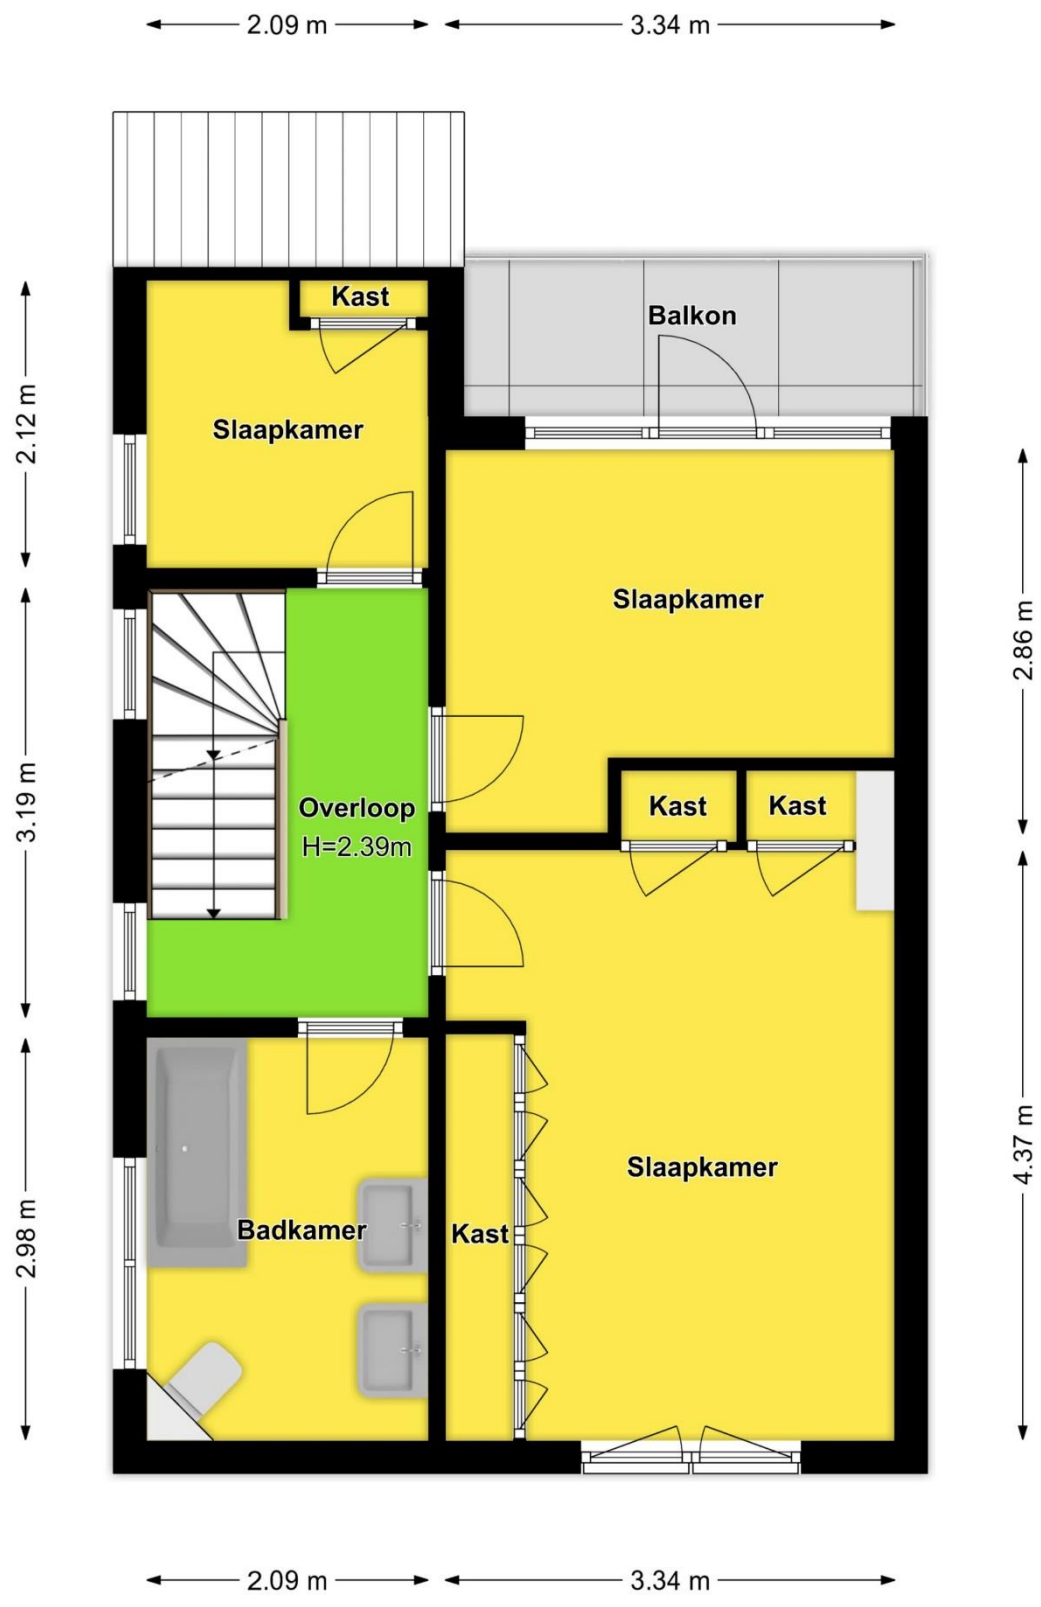 2.09 m
3.34 m
Kast
Balkon
2.12 m
Slaapkamer
Slaapkamer
2.86 m
3.19 m
Overloop
H=2.39m
Kast
Kast
Slaapkamer
4.37 m
Badkamer
Kast
2.98 m
2.09 m
3.34 m